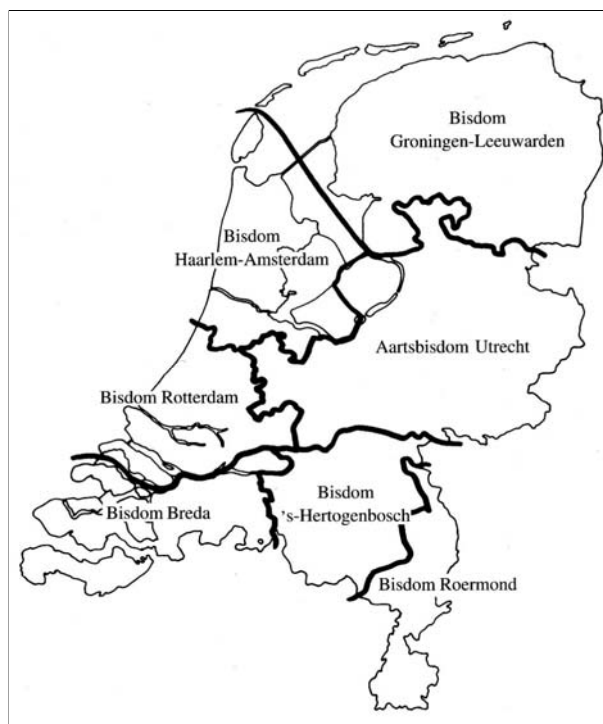 Bisdom
Groningen-Leeuwarden
Bisdom
Haarlem-Amsterdam
Aartsbisdom Utrecht
Bisdom Rotterdam
Bisdom
's-Hertogenbosch
Bisdom Breda
Bisdom Roermond